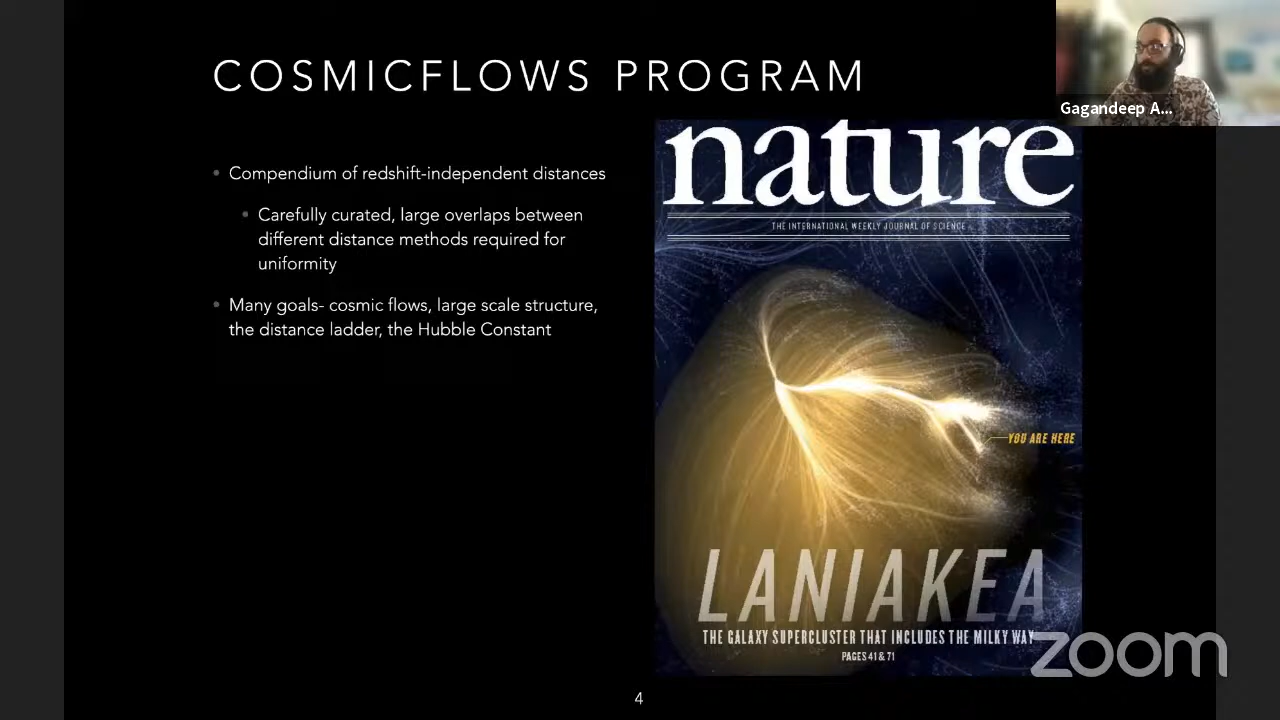 COSMICFLOWS PROGRAM
Gagandeep A...
Compendium of redshift-independent distances
Carefully curated, large overlaps between
different distance methods required for
uniformity
Many goals- cosmic flows, large scale structure,
the distance ladder, the Hubble Constant
nature
THE INTERNATIONAL WEEKLY JOURNAL OF SCIENCE
YOU ARE HERE
LANIAKEA
THE GALAXY SUPERCLUSTER THAT INCLUDES THE MILKY WAY
PAGES 41 & 71
zoom
4